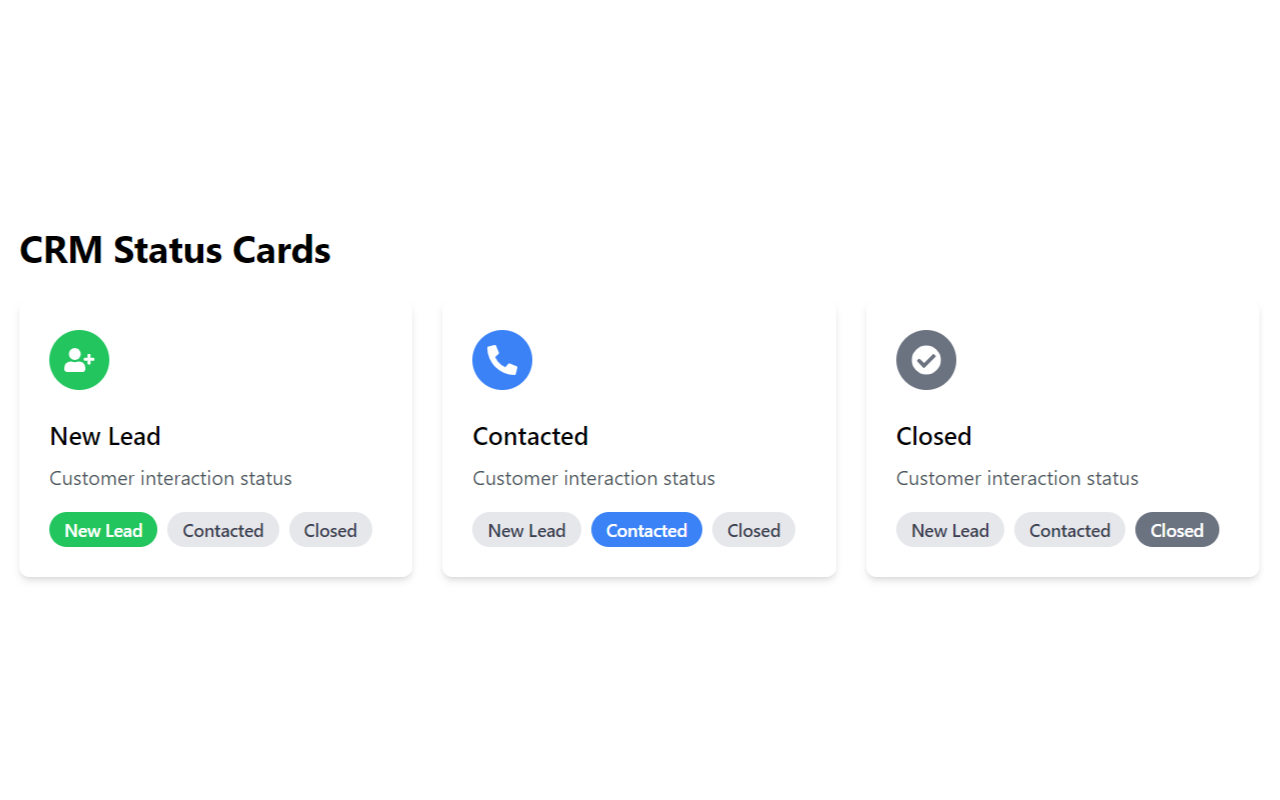 CRM Status Cards
New Lead
Customer interaction status
New Lead Contacted Closed
Contacted
Customer interaction status
New Lead Contacted Closed
Closed
Customer interaction status
New Lead Contacted Closed